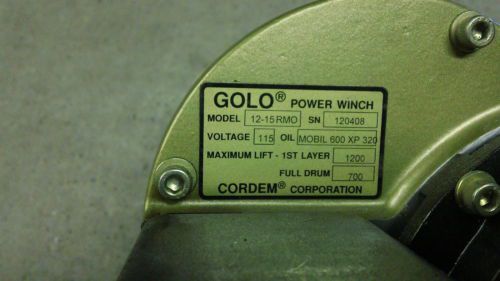 GOLO® POWER WINCH
MODEL 12-15RMO SN 120408
VOLTAGE 115 OIL MOBIL 600 XP 320
MAXIMUM LIFT - 1ST LAYER 1200
FULL DRUM 700
CORDEM® CORPORATION